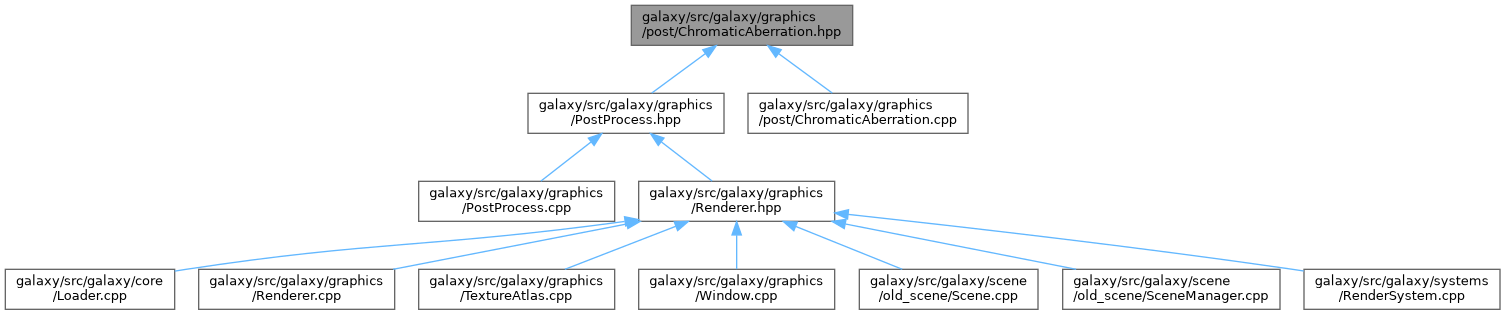 galaxy/src/galaxy/graphics
/post/ChromaticAberration.hpp
galaxy/src/galaxy/graphics
/PostProcess.hpp
galaxy/src/galaxy/graphics
/post/ChromaticAberration.cpp
galaxy/src/galaxy/graphics
/PostProcess.cpp
galaxy/src/galaxy/graphics
/Renderer.hpp
galaxy/src/galaxy/core
/Loader.cpp
galaxy/src/galaxy/graphics
/Renderer.cpp
galaxy/src/galaxy/graphics
/TextureAtlas.cpp
galaxy/src/galaxy/graphics
/Window.cpp
galaxy/src/galaxy/scene
/old_scene/Scene.cpp
galaxy/src/galaxy/scene
/old_scene/SceneManager.cpp
galaxy/src/galaxy/systems
/RenderSystem.cpp